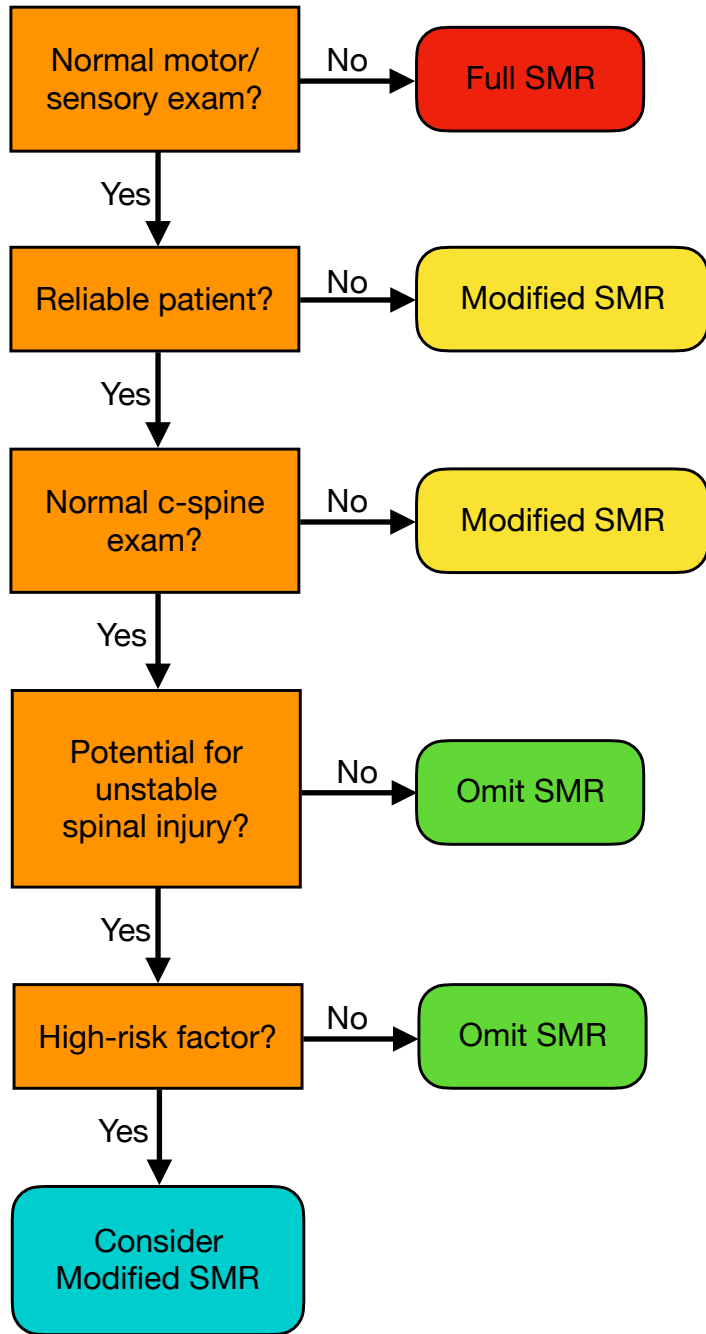 Normal motor/
sensory exam?
No
Full SMR
Yes
Reliable patient?
No
Modified SMR
Yes
Normal c-spine
exam?
No
Modified SMR
Yes
Potential for
unstable
spinal injury?
No
Omit SMR
Yes
High-risk factor?
No
Omit SMR
Yes
Consider
Modified SMR